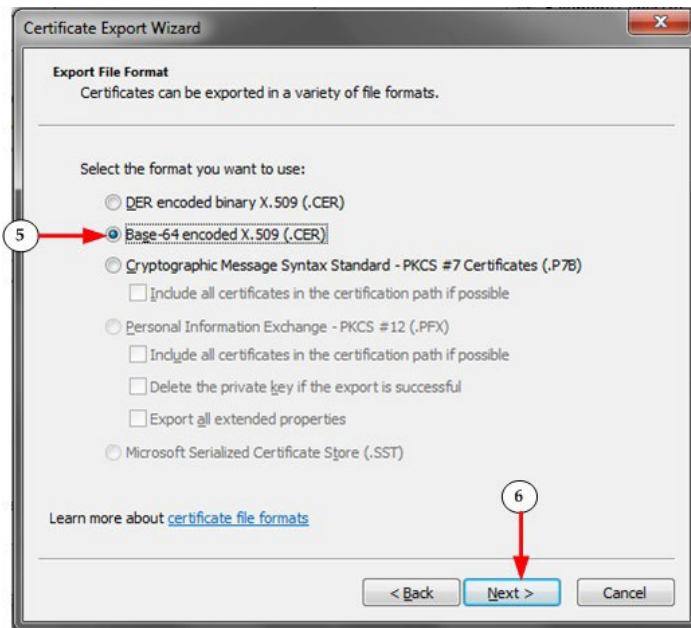 Certificate Export Wizard
Export File Format
Certificates can be exported in a variety of file formats.
Select the format you want to use:
DER encoded binary X.509 (.CER)
5
Base-64 encoded X.509 (.CER)
Cryptographic Message Syntax Standard - PKCS #7 Certificates (.P7B)
Include all certificates in the certification path if possible
Personal Information Exchange - PKCS #12 (.PFX)
Include all certificates in the certification path if possible
Delete the private key if the export is successful
Export all extended properties
Microsoft Serialized Certificate Store (.SST)
6
Learn more about certificate file formats
< Back Next > Cancel